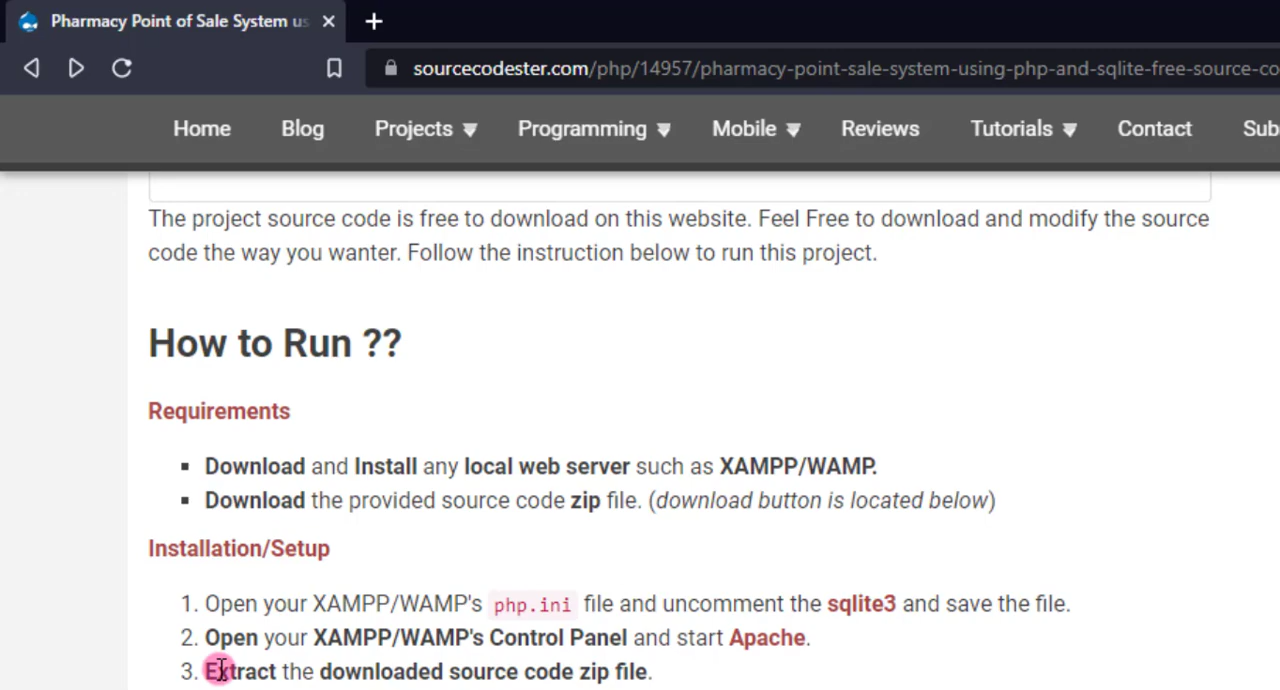 Pharmacy Point of Sale System us
sourcecodester.com/php/14957/pharmacy-point-sale-system-using-php-and-sqlite-free-source-co
Home Blog Projects Programming Mobile Reviews Tutorials Contact Sub
The project source code is free to download on this website. Feel Free to download and modify the source
code the way you wanter. Follow the instruction below to run this project.
How to Run ??
Requirements
▪ Download and Install any local web server such as XAMPP/WAMP.
▪ Download the provided source code zip file. (download button is located below)
Installation/Setup
1. Open your XAMPP/WAMP's php.ini file and uncomment the sqlite3 and save the file.
2. Open your XAMPP/WAMP's Control Panel and start Apache.
3. Extract the downloaded source code zip file.